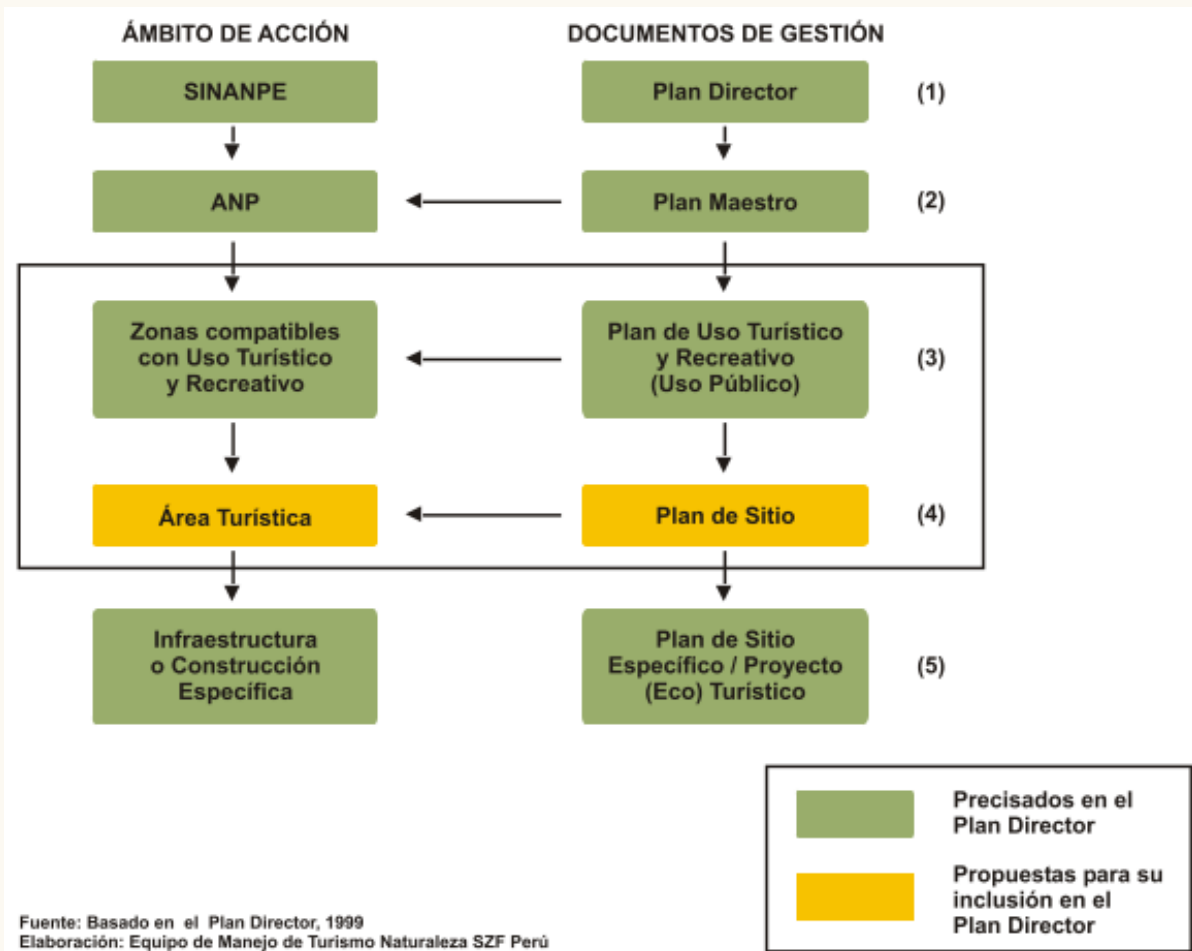 ÁMBITO DE ACCIÓN
DOCUMENTOS DE GESTIÓN
SINANPE
Plan Director
(1)
ANP
Plan Maestro
(2)
Zonas compatibles
con Uso Turístico
y Recreativo
Plan de Uso Turístico
y Recreativo
(Uso Público)
(3)
Área Turística
Plan de Sitio
(4)
Infraestructura
o Construcción
Específica
Plan de Sitio
Específico / Proyecto
(Eco) Turístico
(5)
Precisados en el
Plan Director
Propuestas para su
inclusión en el
Plan Director
Fuente: Basado en el Plan Director, 1999
Elaboración: Equipo de Manejo de Turismo Naturaleza SZF Perú